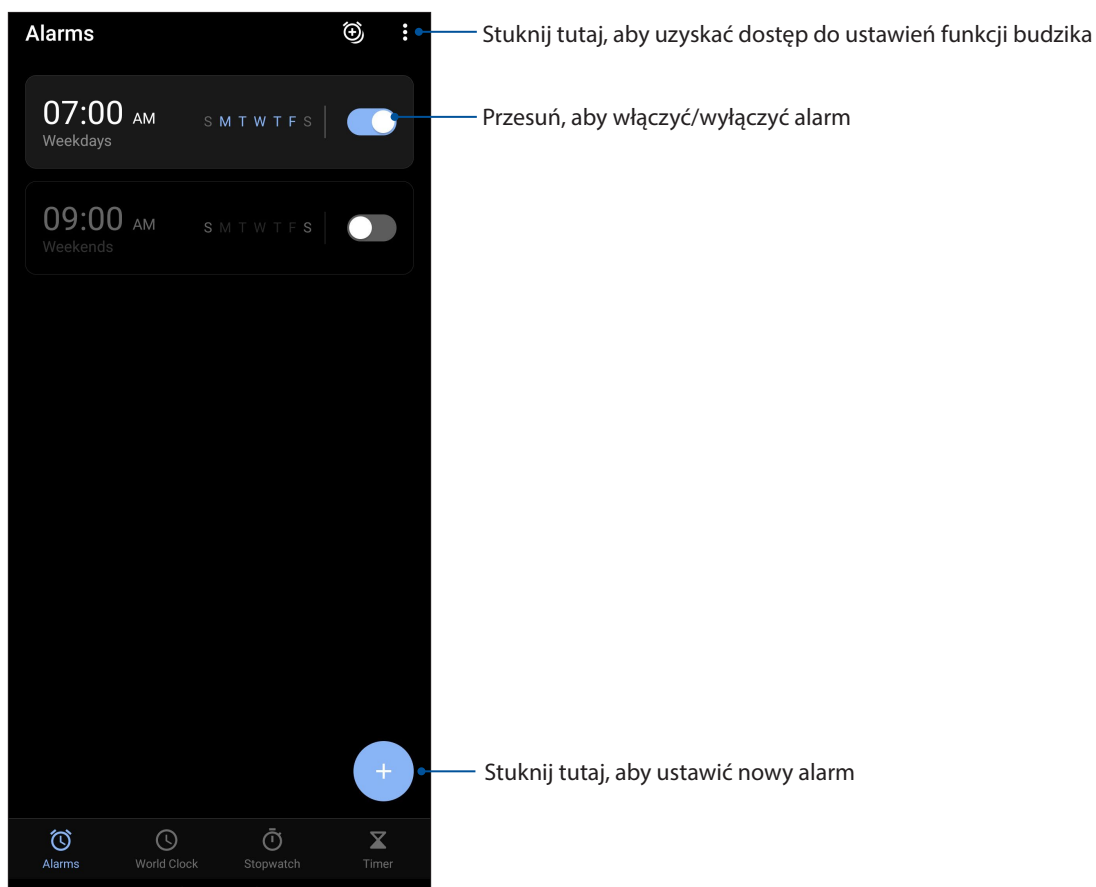 Alarms
Stuknij tutaj, aby uzyskać dostęp do ustawień funkcji budzika
07:00 AM S M T W T F S
Weekdays
Przesuń, aby włączyć/wyłączyć alarm
09:00 AM S M T W T F S
Weekends
+
Stuknij tutaj, aby ustawić nowy alarm
Alarms World Clock Stopwatch Timer